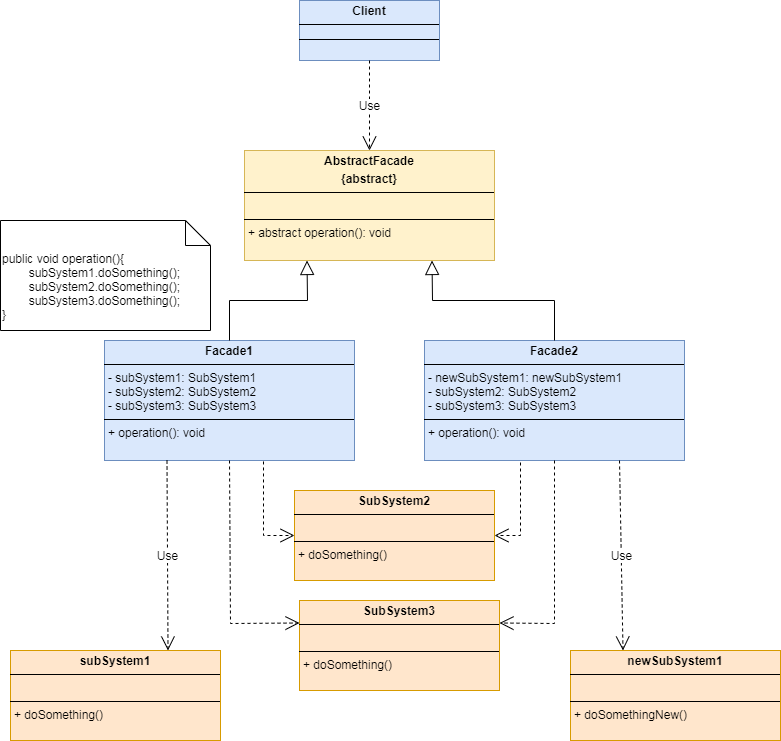 Client
Use
AbstractFacade
{abstract}
+ abstract operation(): void
public void operation(){
subSystem1.doSomething();
subSystem2.doSomething();
subSystem3.doSomething();
}
Facade1
- subSystem1: SubSystem1
- subSystem2: SubSystem2
- subSystem3: SubSystem3
+ operation(): void
Facade2
- newSubSystem1: newSubSystem1
- subSystem2: SubSystem2
- subSystem3: SubSystem3
+ operation(): void
SubSystem2
+ doSomething()
Use
Use
SubSystem3
+ doSomething()
subSystem1
+ doSomething()
newSubSystem1
+ doSomethingNew()